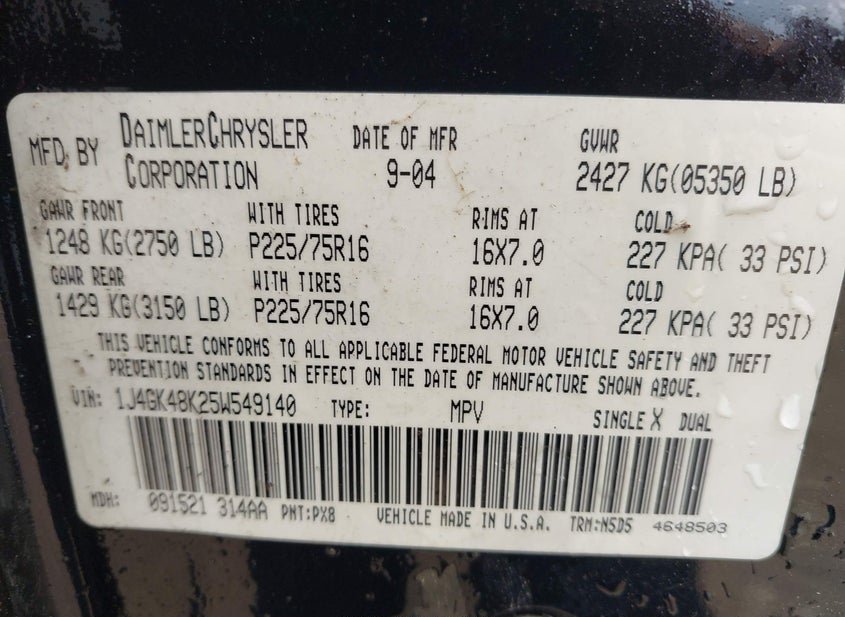 MFD. BY DAIMLERCHRYSLER CORPORATION DATE OF MFR 9-04 GVWR 2427 KG(05350 LB)
GAWR FRONT WITH TIRES RIMS AT COLD
1248 KG(2750 LB) P225/75R16 16X7.0 227 KPA( 33 PSI)
GAWR REAR WITH TIRES RIMS AT COLD
1429 KG(3150 LB) P225/75R16 16X7.0 227 KPA( 33 PSI)
THIS VEHICLE CONFORMS TO ALL APPLICABLE FEDERAL MOTOR VEHICLE SAFETY AND THEFT
PREVENTION STANDARDS IN EFFECT ON THE DATE OF MANUFACTURE SHOWN ABOVE.
VIN: 1J4GK48K25W549140 TYPE: MPV SINGLE X DUAL
MDH: 091521 314AA PNT:PX8 VEHICLE MADE IN U.S.A. TRM:N5D5 4648503